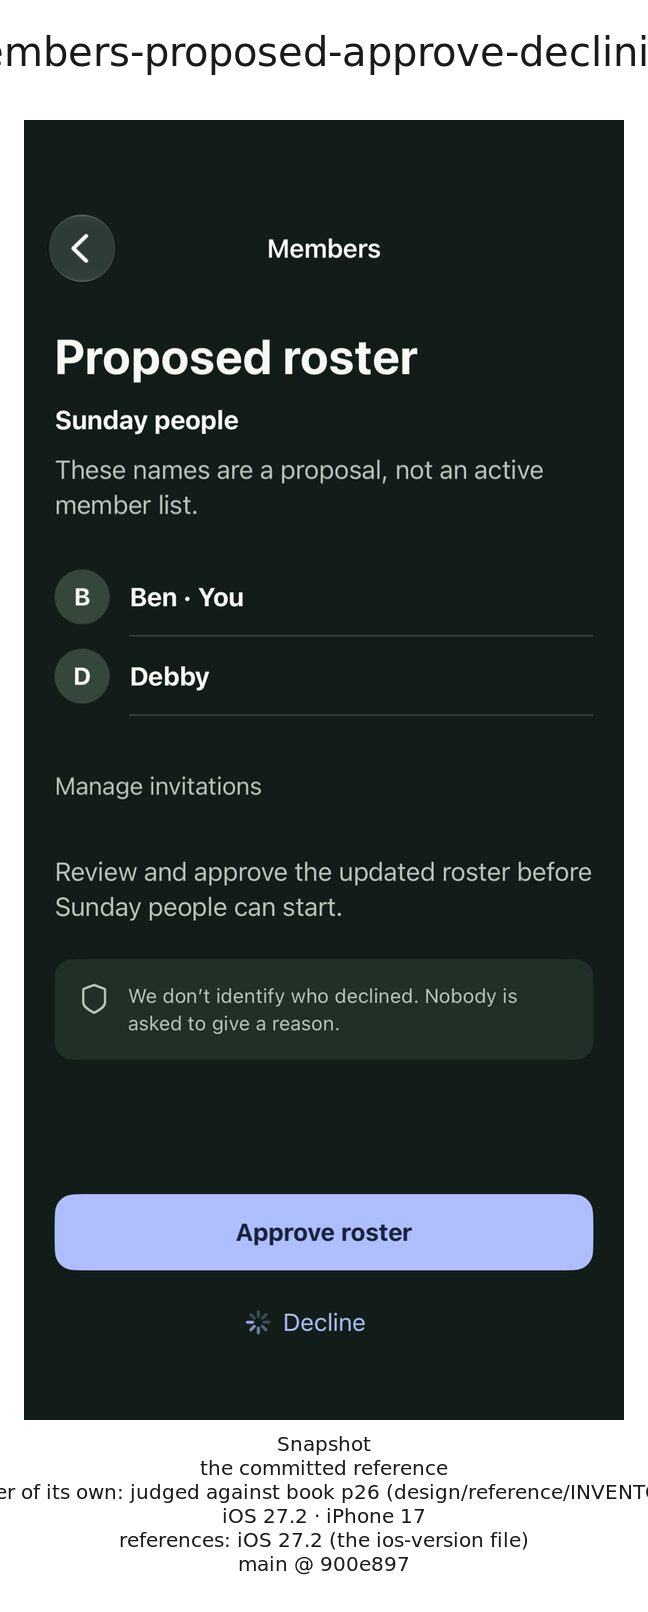 embers-proposed-approve-declini
Members
Proposed roster
Sunday people
These names are a proposal, not an active
member list.
B
Ben · You
D
Debby
Manage invitations
Review and approve the updated roster before
Sunday people can start.
We don’t identify who declined. Nobody is
asked to give a reason.
Approve roster
Decline
Snapshot
the committed reference
er of its own: judged against book p26 (design/reference/INVENTO
iOS 27.2 · iPhone 17
references: iOS 27.2 (the ios-version file)
main @ 900e897